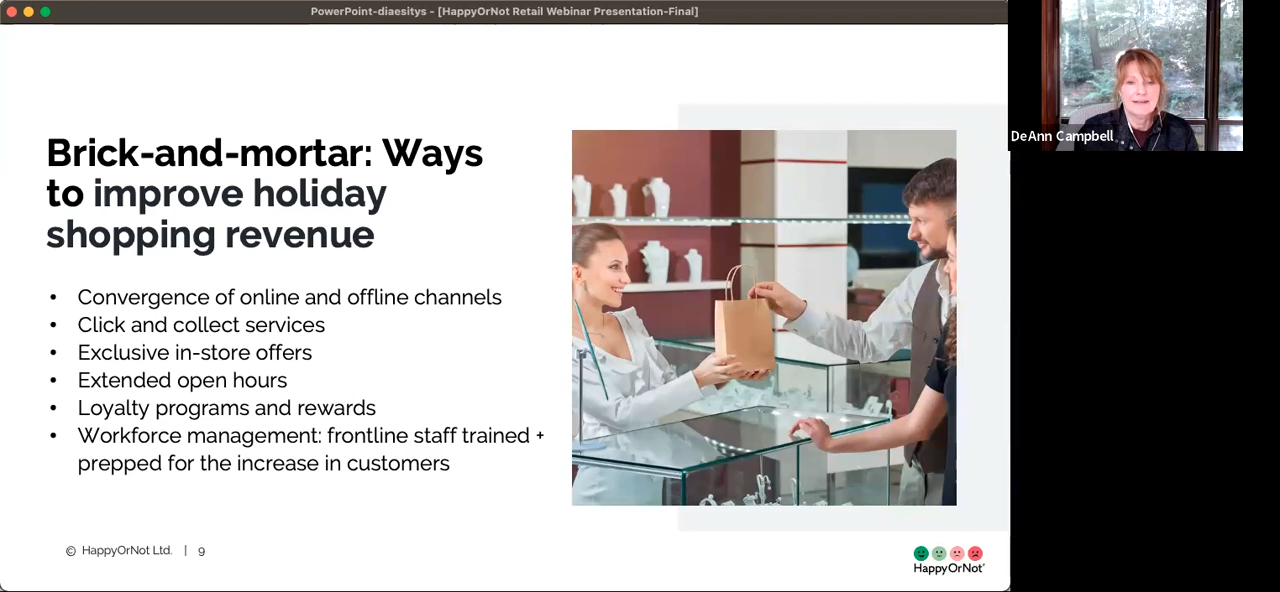 PowerPoint-diaesitys - [HappyOrNot Retail Webinar Presentation-Final]
DeAnn Campbell
Brick-and-mortar: Ways
to improve holiday
shopping revenue
• Convergence of online and offline channels
• Click and collect services
• Exclusive in-store offers
• Extended open hours
• Loyalty programs and rewards
• Workforce management: frontline staff trained +
prepped for the increase in customers
© HappyOrNot Ltd. | 9
HappyOrNot